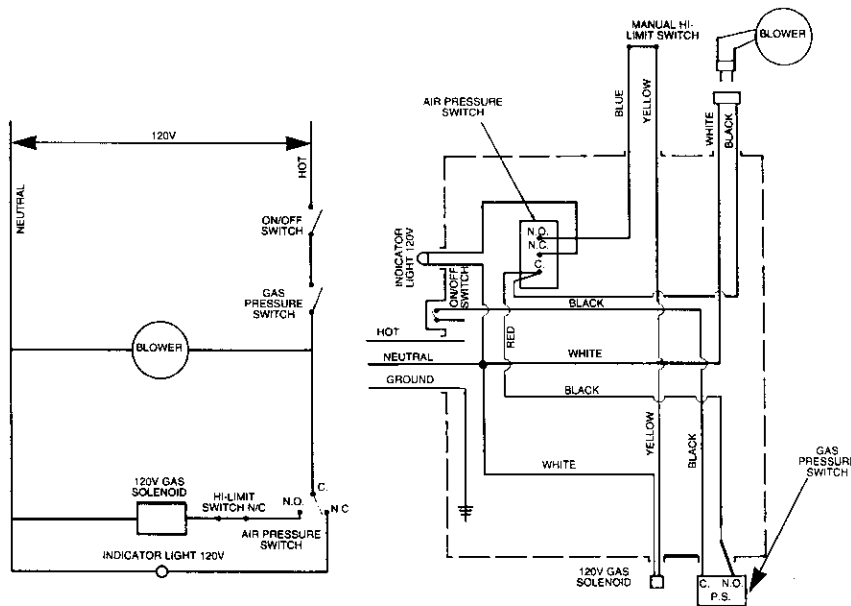 120V
HOT
NEUTRAL
ON/OFF
SWITCH
GAS
PRESSURE
SWITCH
BLOWER
120V GAS
SOLENOID
HI-LIMIT
SWITCH N/C
N.O.
C.
N C
AIR PRESSURE
SWITCH
INDICATOR LIGHT 120V
MANUAL HI-
LIMIT SWITCH
BLOWER
AIR PRESSURE
SWITCH
BLUE
YELLOW
WHITE
BLACK
N.O.
N.C.
C.
INDICATOR
LIGHT 120V
ON/OFF
SWITCH
BLACK
HOT
RED
NEUTRAL
WHITE
GROUND
BLACK
YELLOW
BLACK
WHITE
GAS
PRESSURE
SWITCH
120V GAS
SOLENOID
C. N.O.
P.S.